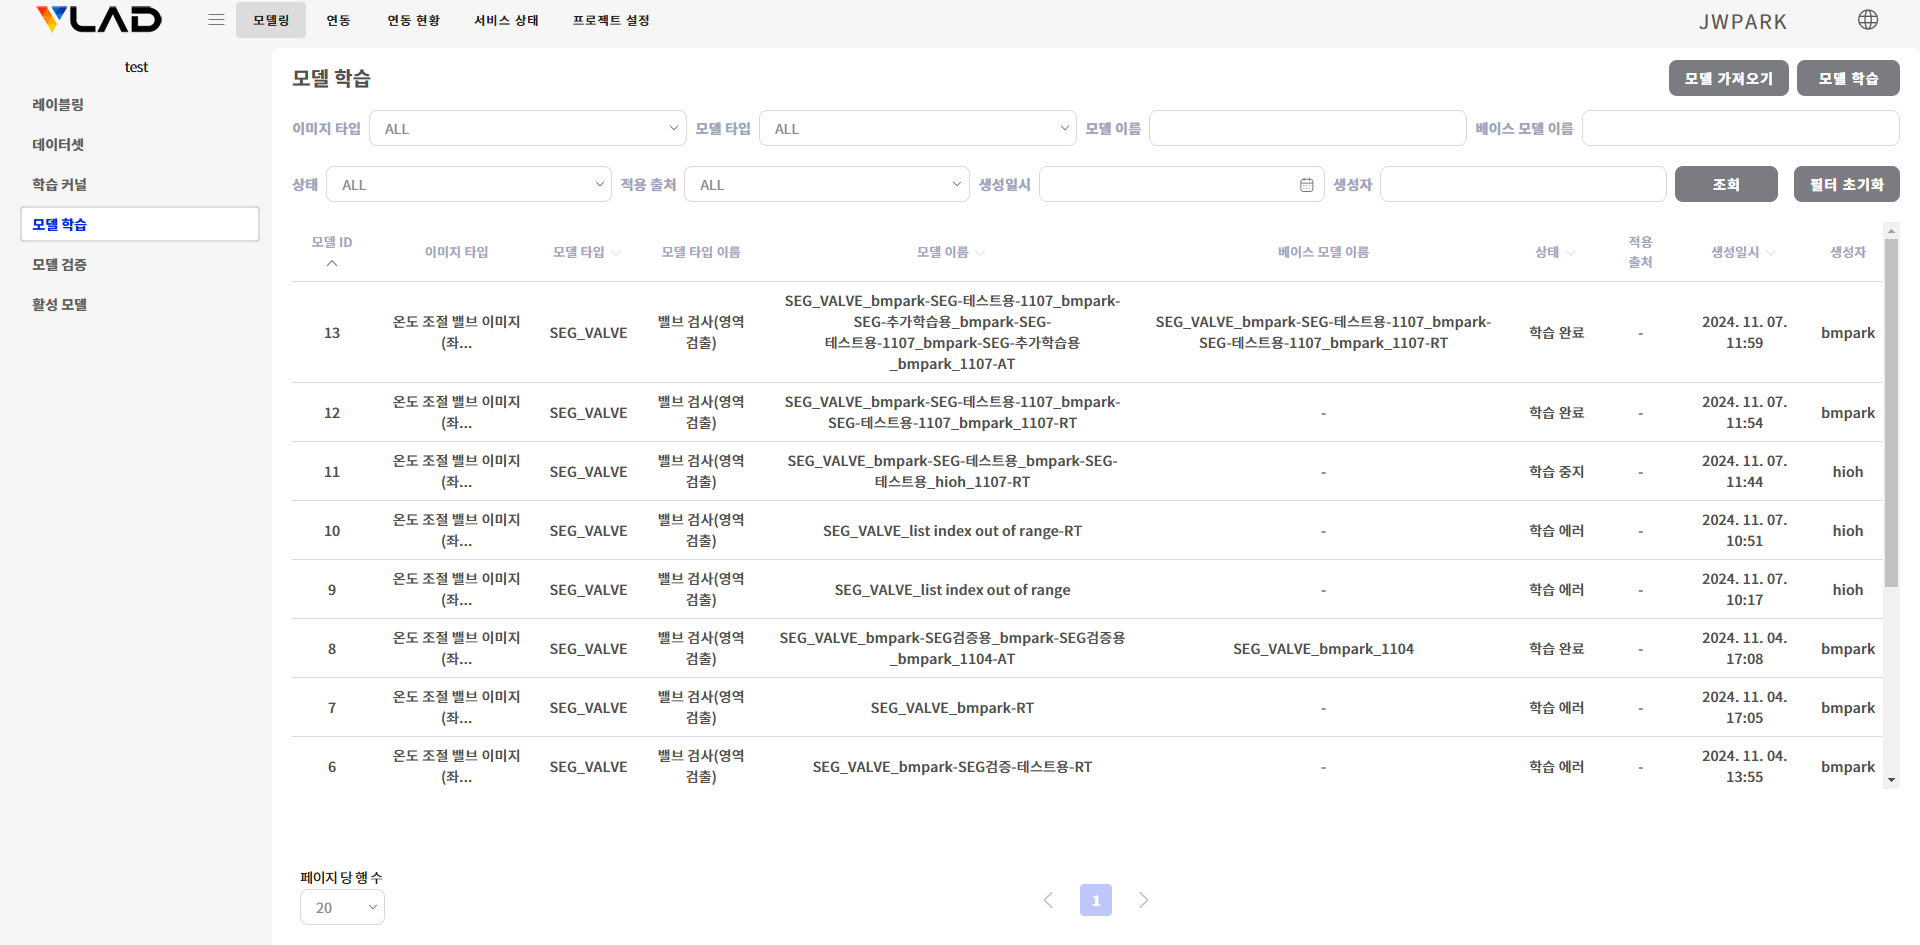 VLAD
모델링 연동 연동 현황 서비스 상태 프로젝트 설정 JWPARK
test
레이블링
데이터셋
학습 커널
모델 학습
모델 검증
활성 모델
모델 학습 모델 가져오기 모델 학습
이미지 타입 ALL 모델 타입 ALL 모델 이름 베이스 모델 이름
상태 ALL 적용 출처 ALL 생성일시 생성자 조회 필터 초기화
모델 ID 이미지 타입 모델 타입 모델 타입 이름 모델 이름 베이스 모델 이름 상태 적용 출처 생성일시 생성자
13 온도 조절 밸브 이미지(좌... SEG_VALVE 밸브 검사(영역 검출) SEG_VALVE_bmpark-SEG-테스트용-1107_bmpark-SEG-추가학습용_bmpark-SEG-테스트용-1107_bmpark-SEG-추가학습용_bmpark_1107-AT SEG_VALVE_bmpark-SEG-테스트용-1107_bmpark-SEG-테스트용-1107_bmpark_1107-RT 학습 완료 - 2024. 11. 07. 11:59 bmpark
12 온도 조절 밸브 이미지(좌... SEG_VALVE 밸브 검사(영역 검출) SEG_VALVE_bmpark-SEG-테스트용-1107_bmpark-SEG-테스트용-1107_bmpark_1107-RT - 학습 완료 - 2024. 11. 07. 11:54 bmpark
11 온도 조절 밸브 이미지(좌... SEG_VALVE 밸브 검사(영역 검출) SEG_VALVE_bmpark-SEG-테스트용_bmpark-SEG-테스트용_hioh_1107-RT - 학습 중지 - 2024. 11. 07. 11:44 hioh
10 온도 조절 밸브 이미지(좌... SEG_VALVE 밸브 검사(영역 검출) SEG_VALVE_list index out of range-RT - 학습 에러 - 2024. 11. 07. 10:51 hioh
9 온도 조절 밸브 이미지(좌... SEG_VALVE 밸브 검사(영역 검출) SEG_VALVE_list index out of range - 학습 에러 - 2024. 11. 07. 10:17 hioh
8 온도 조절 밸브 이미지(좌... SEG_VALVE 밸브 검사(영역 검출) SEG_VALVE_bmpark-SEG검증용_bmpark-SEG검증용_bmpark_1104-AT SEG_VALVE_bmpark_1104 학습 완료 - 2024. 11. 04. 17:08 bmpark
7 온도 조절 밸브 이미지(좌... SEG_VALVE 밸브 검사(영역 검출) SEG_VALVE_bmpark-RT - 학습 에러 - 2024. 11. 04. 17:05 bmpark
6 온도 조절 밸브 이미지(좌... SEG_VALVE 밸브 검사(영역 검출) SEG_VALVE_bmpark-SEG검증-테스트용-RT - 학습 에러 - 2024. 11. 04. 13:55 bmpark
페이지 당 행 수
20 1